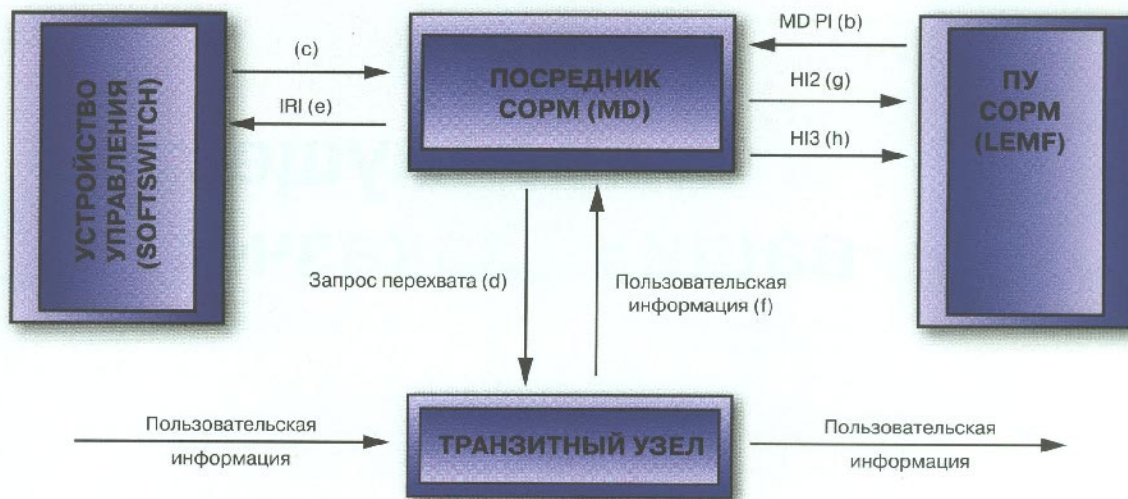 УСТРОЙСТВО
УПРАВЛЕНИЯ
(SOFTSWITCH)
(c)
IRI (e)
ПОСРЕДНИК
СОРМ (MD)
MD PI (b)
HI2 (g)
HI3 (h)
ПУ
СОРМ
(LEMF)
Запрос перехвата (d)
Пользовательская
информация (f)
Пользовательская
информация
ТРАНЗИТНЫЙ УЗЕЛ
Пользовательская
информация